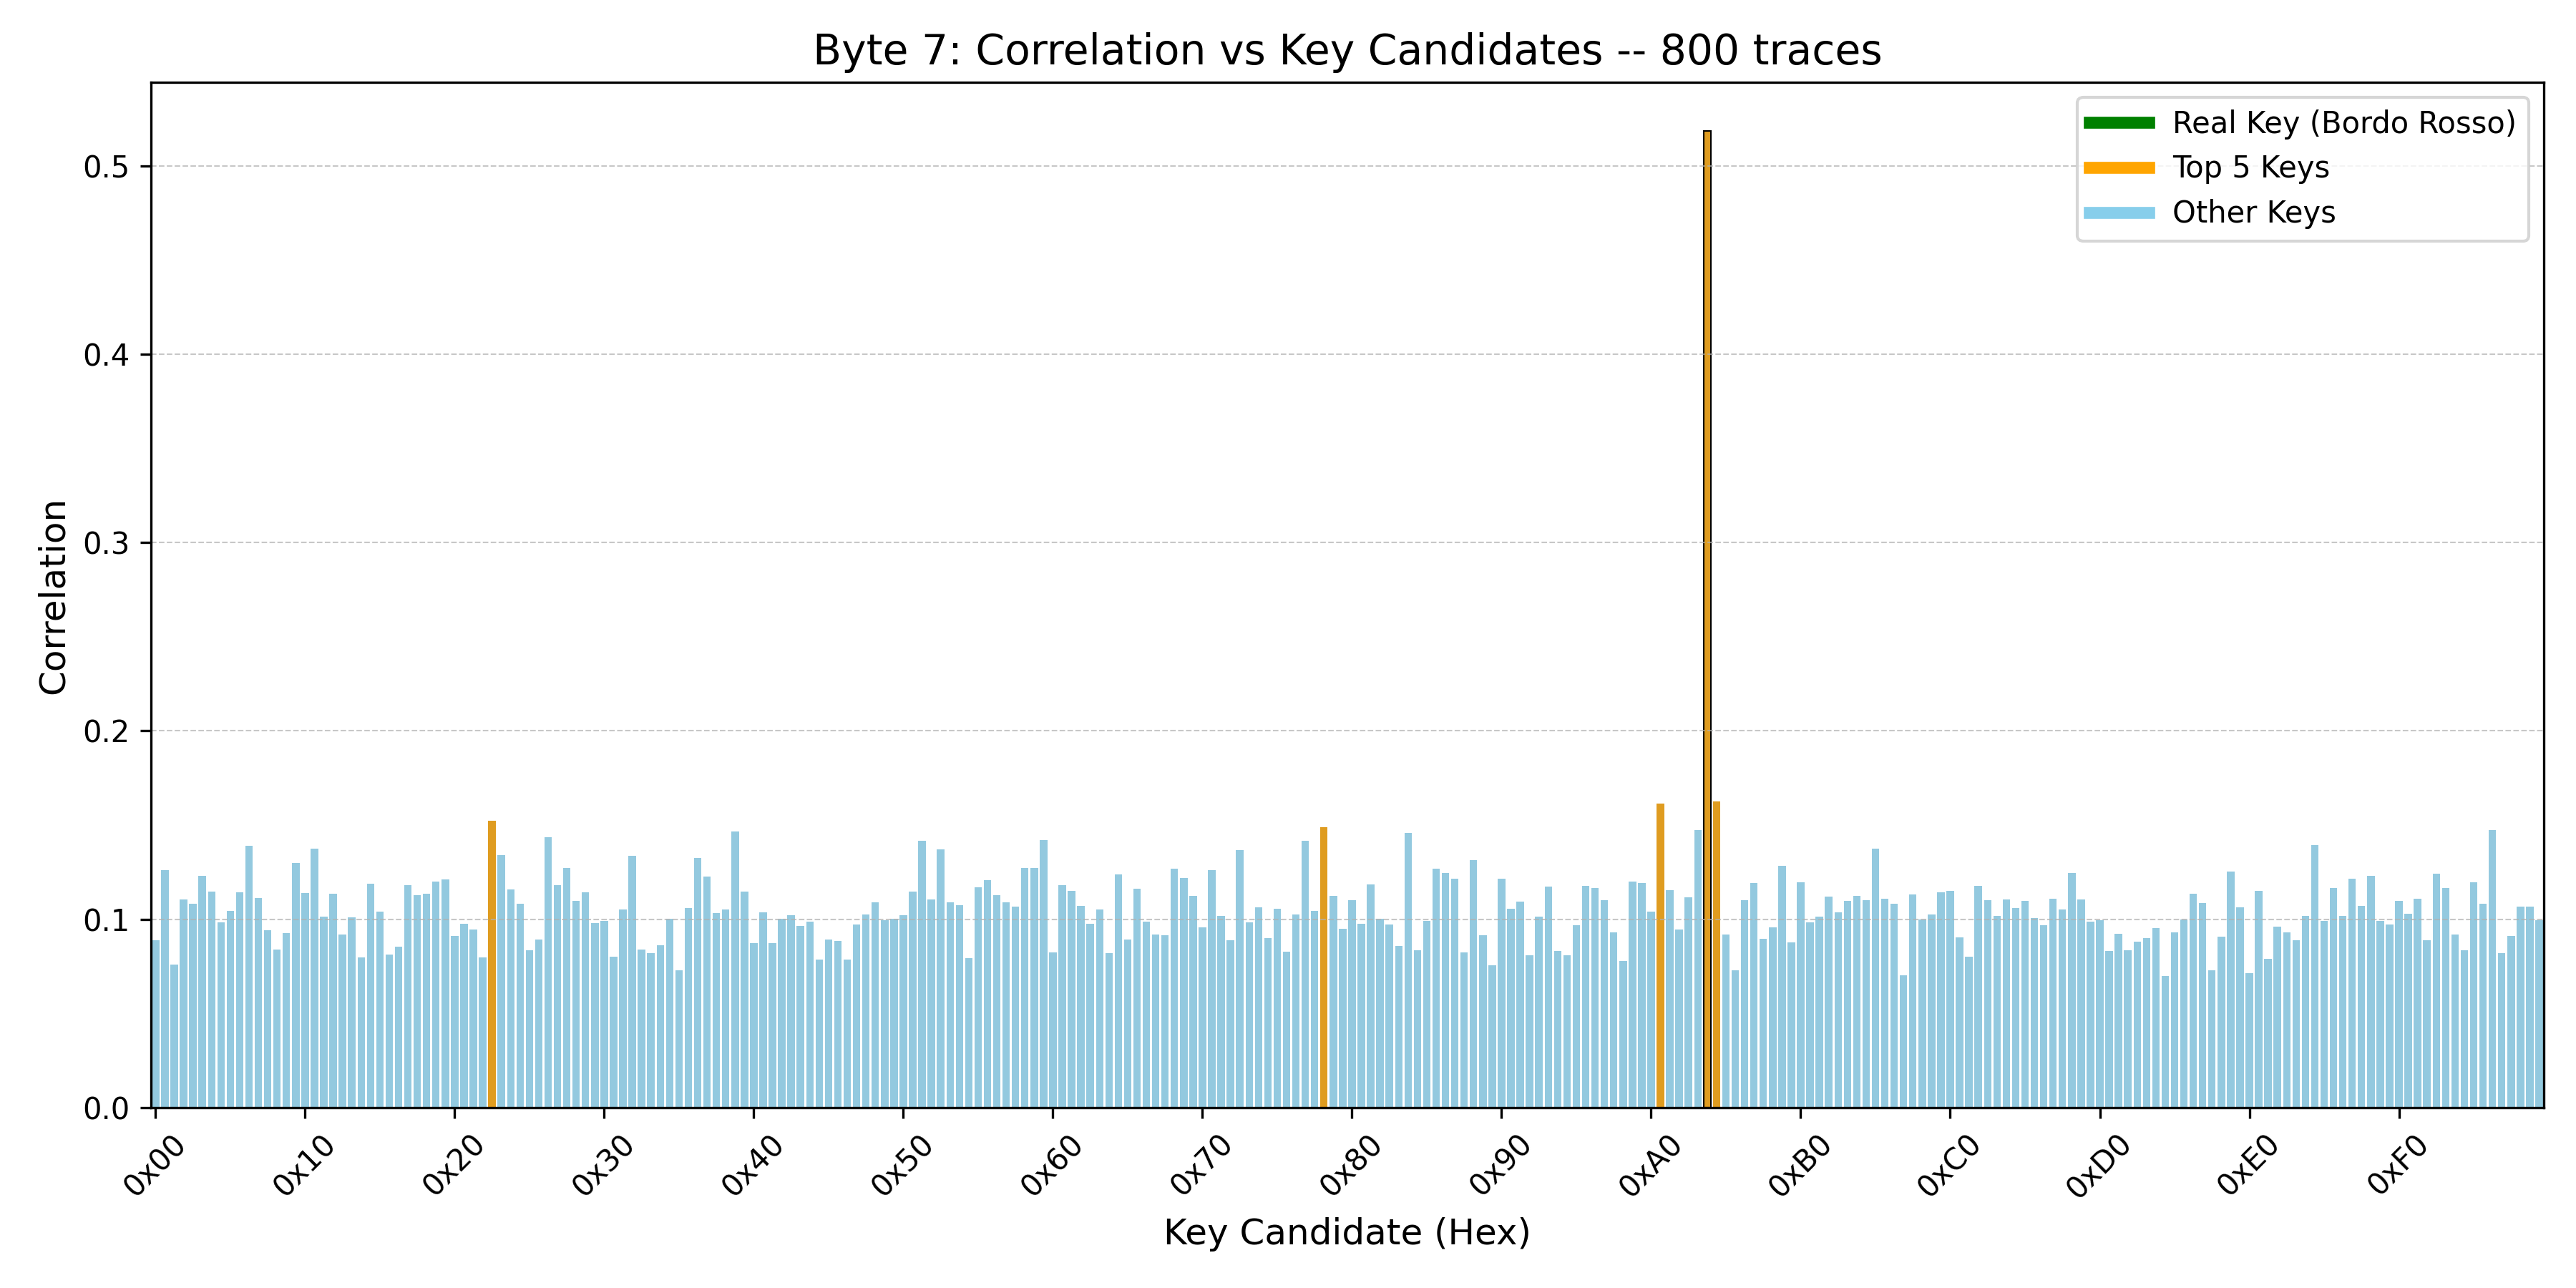 Byte 7: Correlation vs Key Candidates -- 800 traces
Real Key (Bordo Rosso)
Top 5 Keys
Other Keys
Correlation
0.5
0.4
0.3
0.2
0.1
0.0
0x00 0x10 0x20 0x30 0x40 0x50 0x60 0x70 0x80 0x90 0xA0 0xB0 0xC0 0xD0 0xE0 0xF0
Key Candidate (Hex)